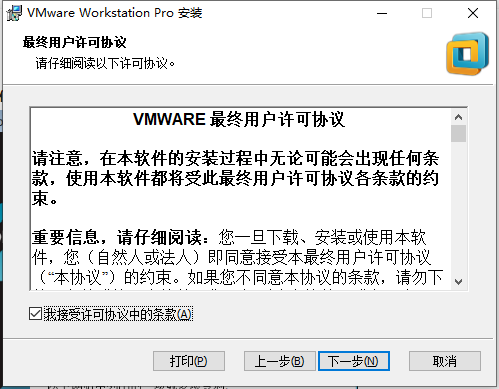 VMware Workstation Pro 安装
最终用户许可协议
请仔细阅读以下许可协议。
VMWARE 最终用户许可协议
请注意，在本软件的安装过程中无论可能会出现任何条
款，使用本软件都将受此最终用户许可协议各条款的约
束。
重要信息，请仔细阅读：您一旦下载、安装或使用本软
件，您（自然人或法人）即同意接受本最终用户许可协议
（“本协议”）的约束。如果您不同意本协议的条款，请勿下
我接受许可协议中的条款(A)
打印(P)
上一步(B)
下一步(N)
取消